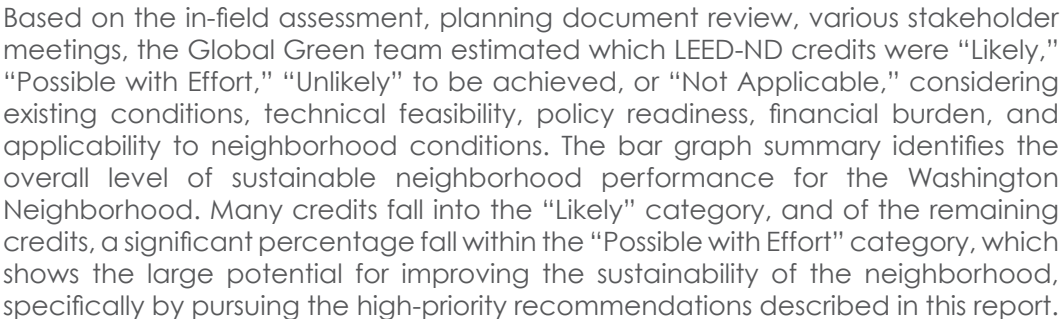 Based on the in-field assessment, planning document review, various stakeholder
meetings, the Global Green team estimated which LEED-ND credits were “Likely,”
“Possible with Effort,” “Unlikely” to be achieved, or “Not Applicable,” considering
existing conditions, technical feasibility, policy readiness, financial burden, and
applicability to neighborhood conditions. The bar graph summary identifies the
overall level of sustainable neighborhood performance for the Washington
Neighborhood. Many credits fall into the “Likely” category, and of the remaining
credits, a significant percentage fall within the “Possible with Effort” category, which
shows the large potential for improving the sustainability of the neighborhood,
specifically by pursuing the high-priority recommendations described in this report.